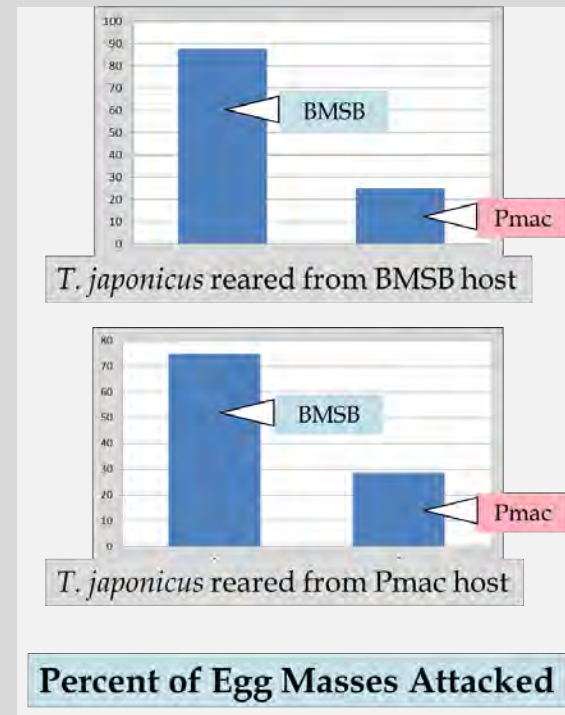 100
90
80
70
60
50
40
30
20
10
0
BMSB
Pmac
T. japonicus reared from BMSB host
80
70
60
50
40
30
20
10
0
BMSB
Pmac
T. japonicus reared from Pmac host
Percent of Egg Masses Attacked